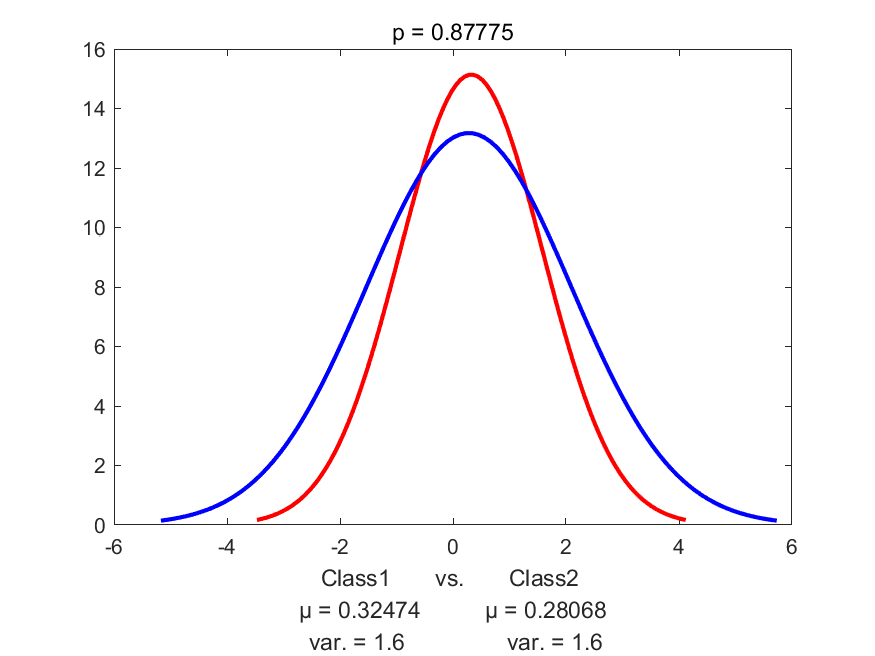 p = 0.87775
16
14
12
10
8
6
4
2
0
-6 -4 -2 0 2 4 6
Class1 vs. Class2
μ = 0.32474 μ = 0.28068
var. = 1.6 var. = 1.6